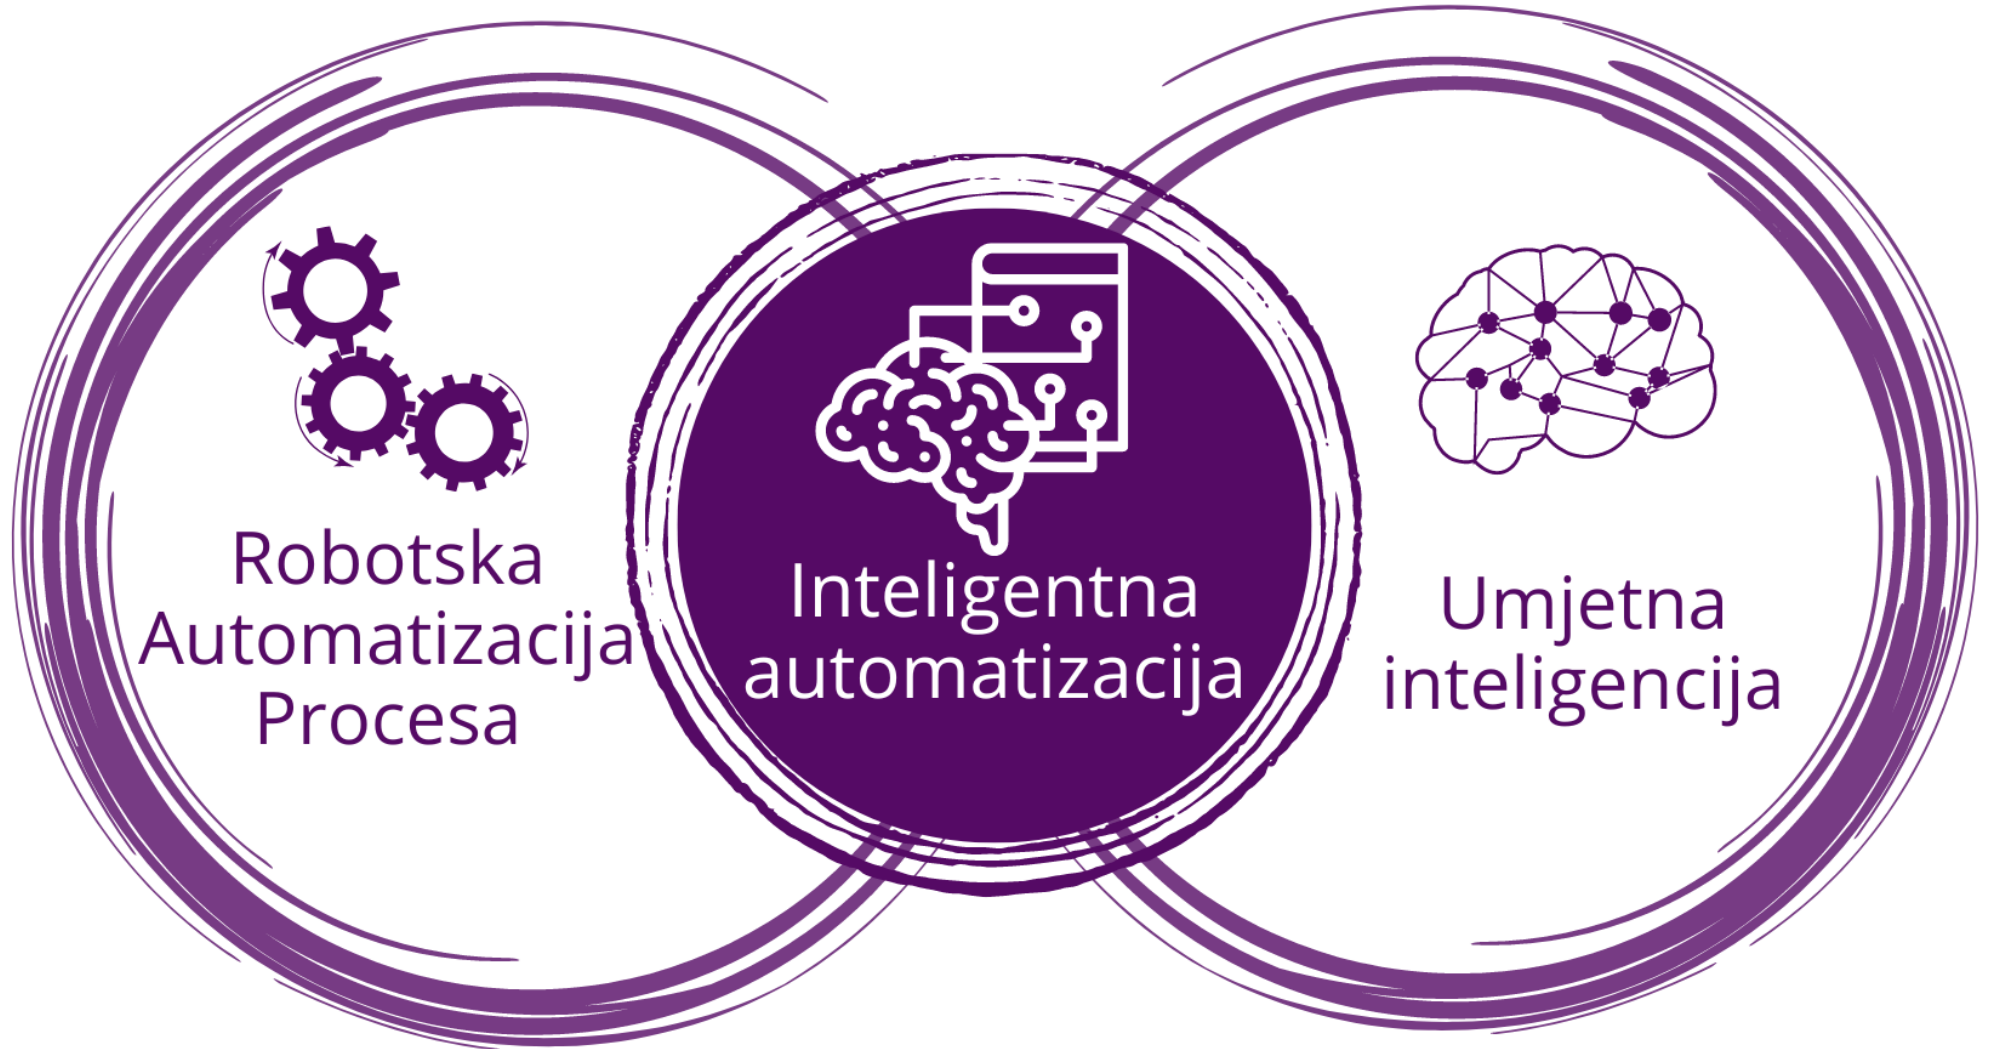 Robotska
Automatizacija
Procesa
Inteligentna
automatizacija
Umjetna
inteligencija